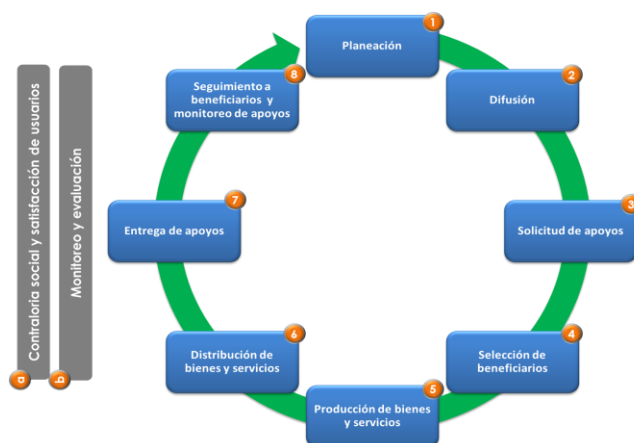 1
Planeación
2
Difusión
3
Solicitud de apoyos
4
Selección de
beneficiarios
5
Producción de bienes
y servicios
6
Distribución de
bienes y servicios
7
Entrega de apoyos
8
Seguimiento a
beneficiarios y
monitoreo de apoyos
a
Contraloria social y satisfacción de usuarios
b
Monitoreo y evaluación